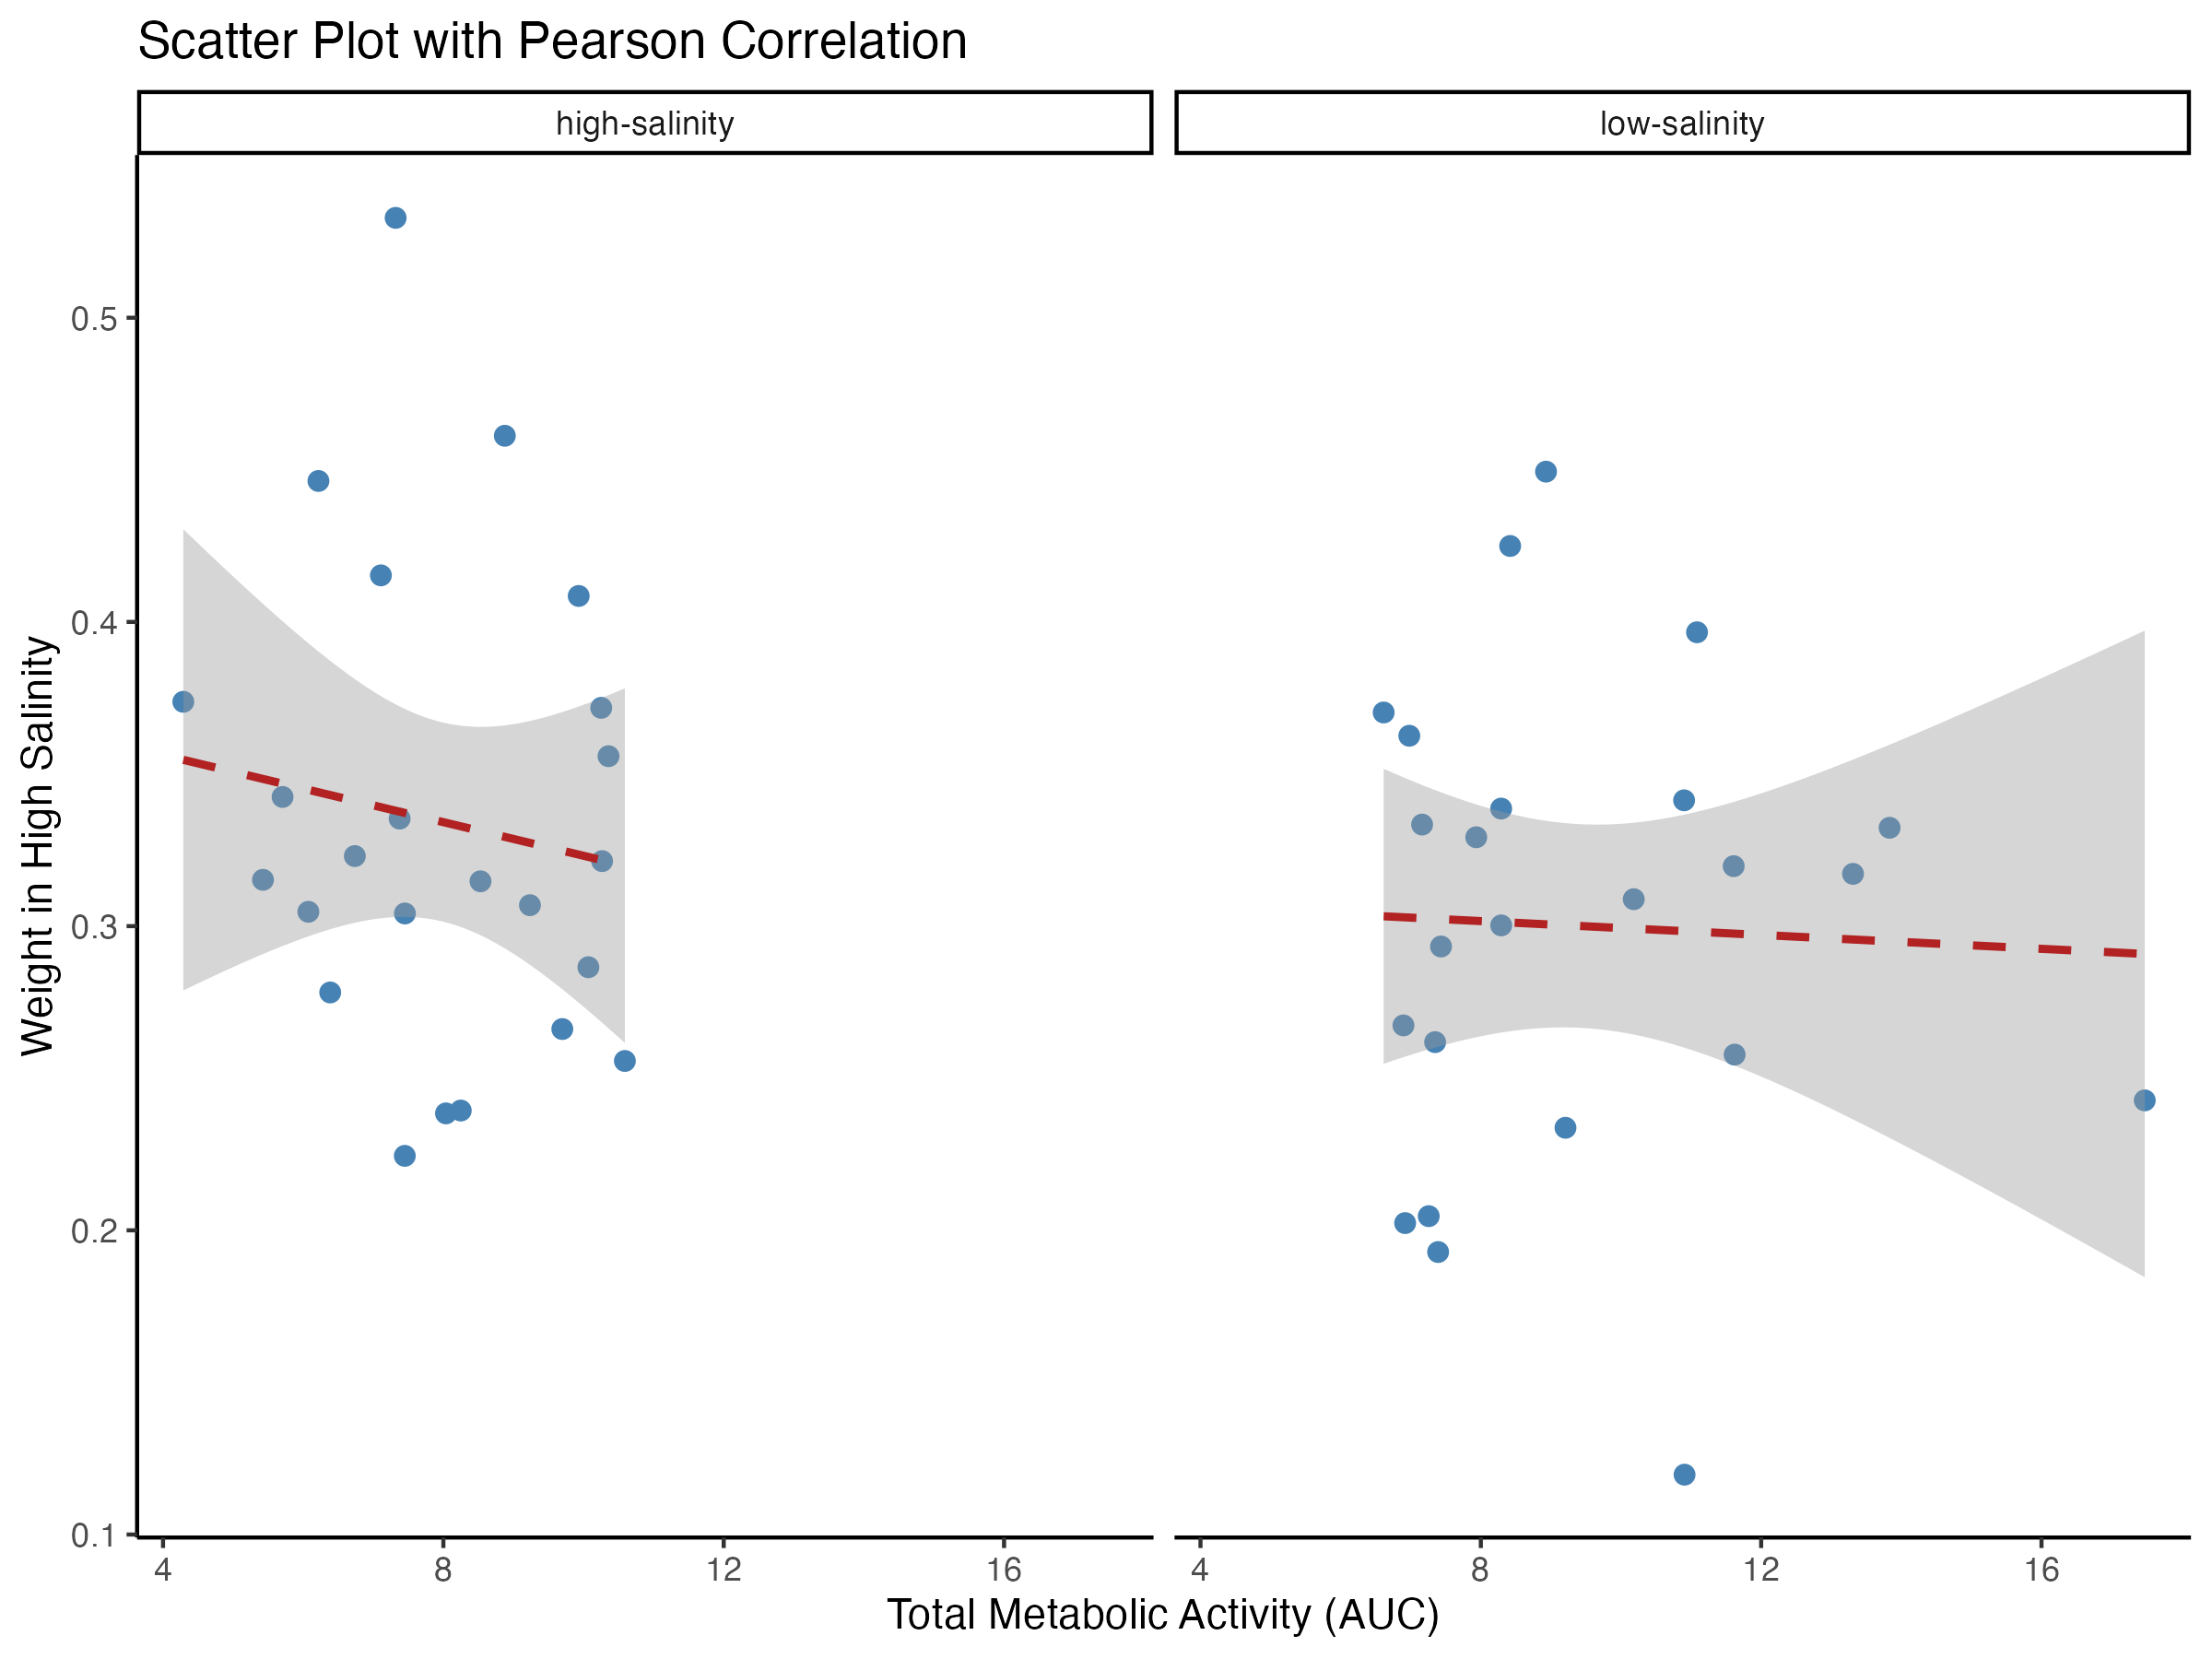 Scatter Plot with Pearson Correlation
high-salinity
low-salinity
Weight in High Salinity
0.5
0.4
0.3
0.2
0.1
4 8 12 16
4 8 12 16
Total Metabolic Activity (AUC)